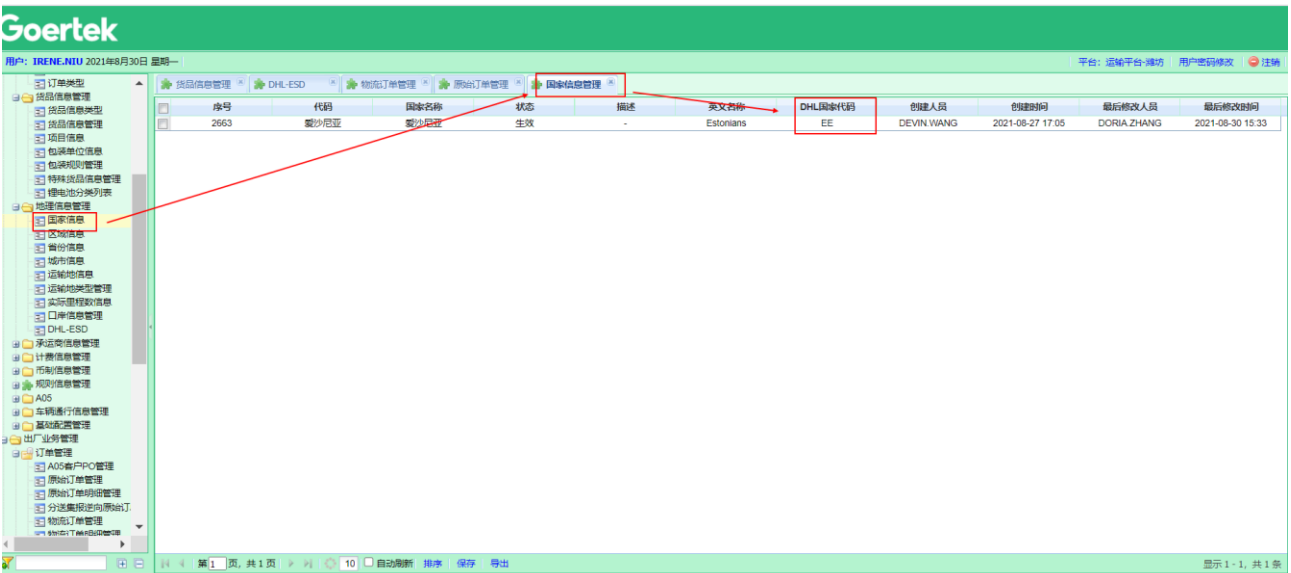 Goertek
用户: IRENE.NIU 2021年8月30日 星期一
平台: 运输平台-潍坊 用户密码修改 注销
货品信息管理 DHL-ESD 物流订单管理 原始订单管理 国家信息管理
订单类型
货品信息管理
货品信息类型
货品信息管理
项目信息
包装单位信息
包装规则管理
特殊货品信息管理
锂电池分类列表
地理信息管理
国家信息
区域信息
省份信息
城市信息
运输地信息
运输地类型管理
实际里程数信息
口岸信息管理
DHL-ESD
承运商信息管理
计费信息管理
币制信息管理
规则信息管理
A05
车辆通行信息管理
基础配置管理
出厂业务管理
订单管理
A05客户PO管理
原始订单管理
原始订单明细管理
分送集报逆向原始订
物流订单管理
物流订单明细管理
序号 代码 国家名称 状态 描述 英文名称 DHL国家代码 创建人员 创建时间 最后修改人员 最后修改时间
2663 爱沙尼亚 爱沙尼亚 生效 - Estonians EE DEVIN.WANG 2021-08-27 17:05 DORIA.ZHANG 2021-08-30 15:33
第 1 页, 共 1 页 10 自动刷新 排序 保存 导出
显示 1 - 1, 共 1 条